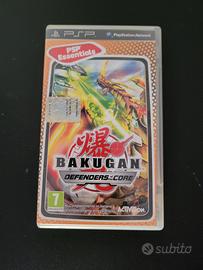 PSP
PlayStation Portable
PSP
Essentials
爆
BAKUGAN
DEFENDERS OF THE CORE
7
ACTIVISION
subito